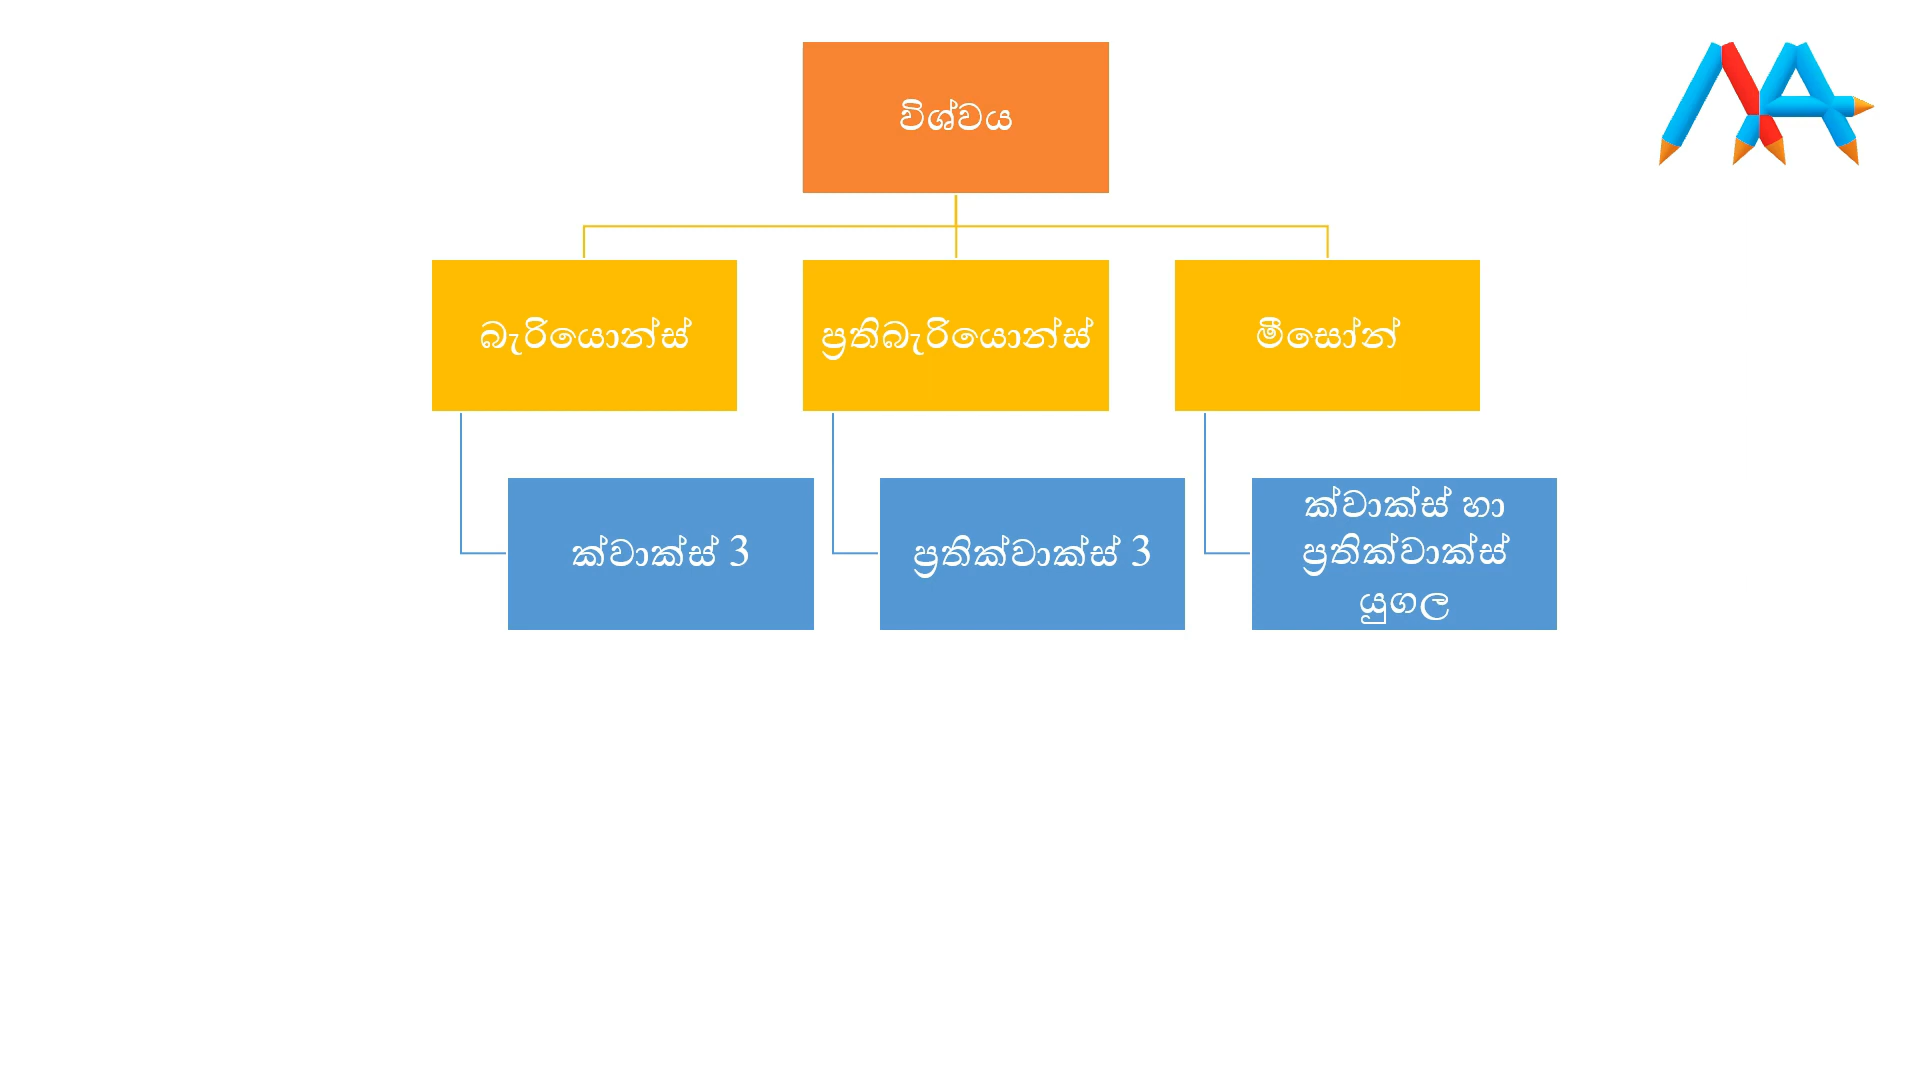 විශ්වය
බැරියොන්ස්
ප්‍රතිබැරියොන්ස්
මීසෝන්
ක්වාක්ස් 3
ප්‍රතික්වාක්ස් 3
ක්වාක්ස් හා
ප්‍රතික්වාක්ස්
යුගල